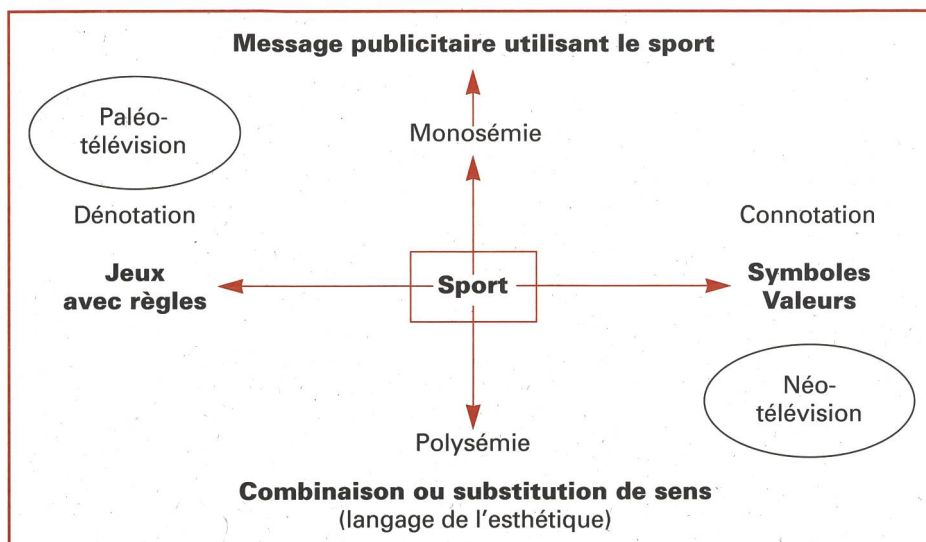 Message publicitaire utilisant le sport
Paléo-
télévision
Monosémie
Dénotation
Connotation
Jeux
avec règles
Sport
Symboles
Valeurs
Néo-
télévision
Polysémie
Combinaison ou substitution de sens
(langage de l'esthétique)